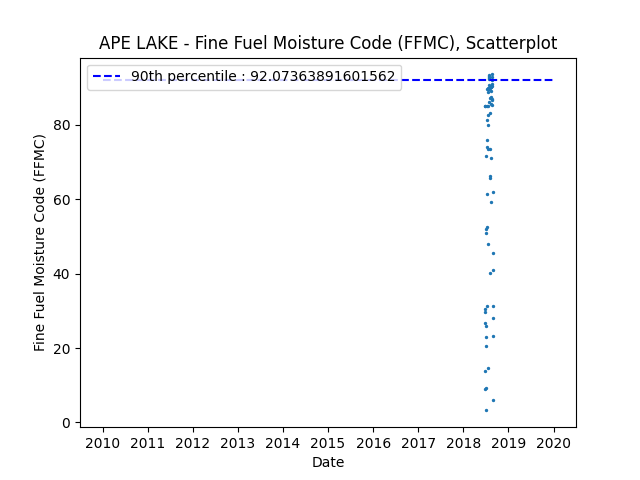 APE LAKE - Fine Fuel Moisture Code (FFMC), Scatterplot
90th percentile : 92.07363891601562
80
60
40
20
0
Fine Fuel Moisture Code (FFMC)
2010 2011 2012 2013 2014 2015 2016 2017 2018 2019 2020
Date